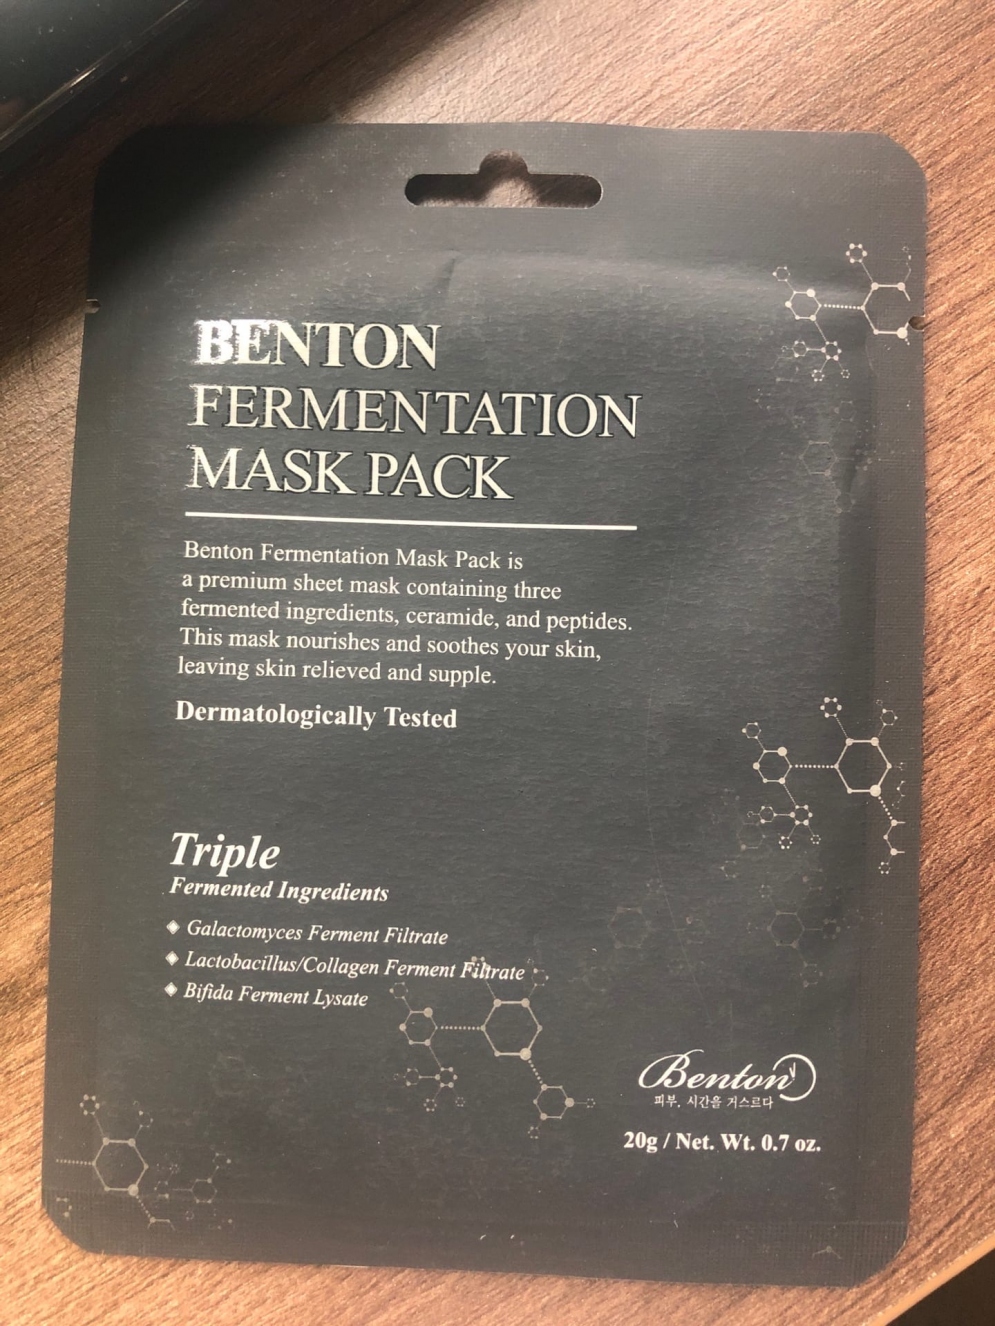 BENTON
FERMENTATION
MASK PACK
Benton Fermentation Mask Pack is
a premium sheet mask containing three
fermented ingredients, ceramide, and peptides.
This mask nourishes and soothes your skin,
leaving skin relieved and supple.
Dermatologically Tested
Triple
Fermented Ingredients
◆ Galactomyces Ferment Filtrate
◆ Lactobacillus/Collagen Ferment Filtrate
◆ Bifida Ferment Lysate
Benton
피부, 시간을 거스르다
20g / Net. Wt. 0.7 oz.